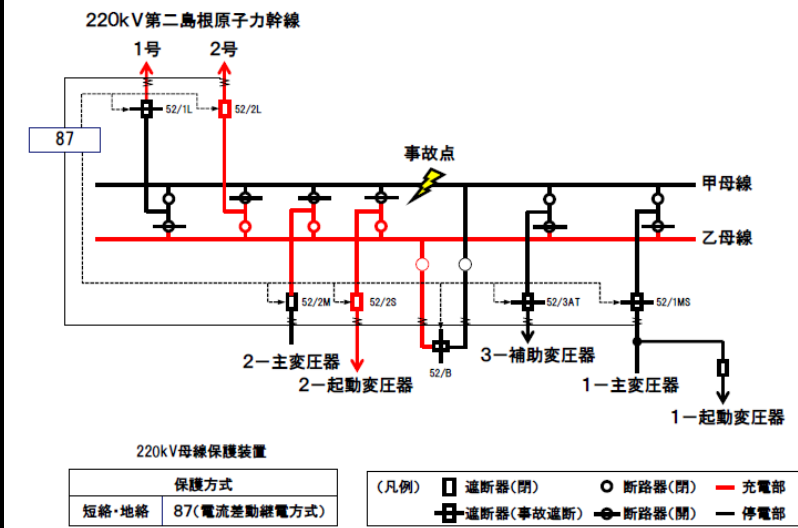 220kV第二島根原子力幹線
1号 2号
52/1L 52/2L
87
事故点
甲母線
乙母線
52/2M 52/2S 52/3AT 52/1MS
52/B
2-主変圧器
2-起動変圧器
3-補助変圧器
1-主変圧器
1-起動変圧器
220kV母線保護装置
保護方式
短絡・地絡 87(電流差動継電方式)
(凡例) 遮断器(閉) 断路器(閉) 充電部
遮断器(事故遮断) 断路器(開) 停電部